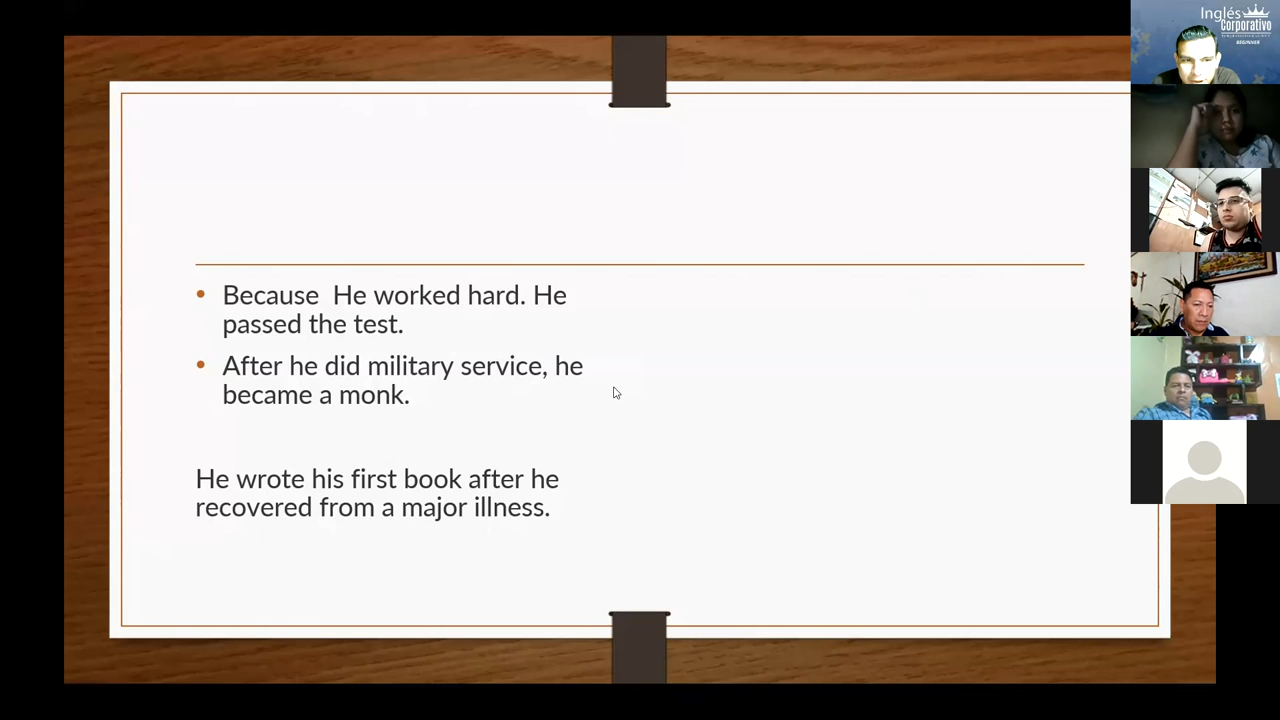 Inglés
Corporativo
BEGINNER
Because  He worked hard. He
passed the test.
After he did military service, he
became a monk.
He wrote his first book after he
recovered from a major illness.